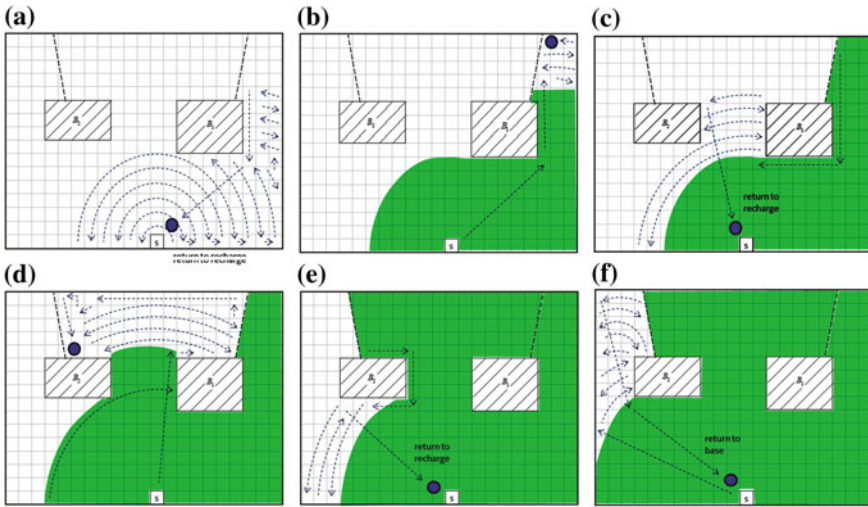 (a)
(b)
(c)
B₂
B₁
s
return to recharge
B₂
B₁
s
B₂
B₁
return to
recharge
s
(d)
(e)
(f)
B₂
B₁
s
B₂
B₁
return to
recharge
s
B₂
B₁
return to
base
s